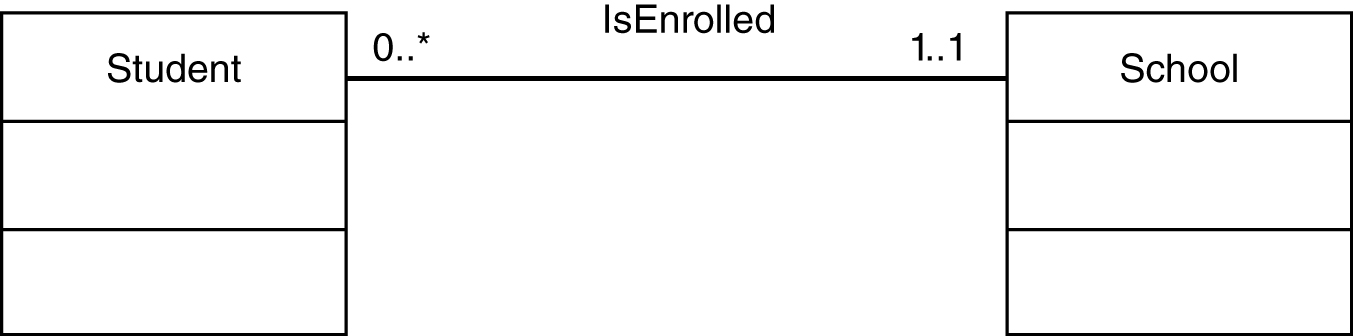 IsEnrolled
Student
0..*
1..1
School